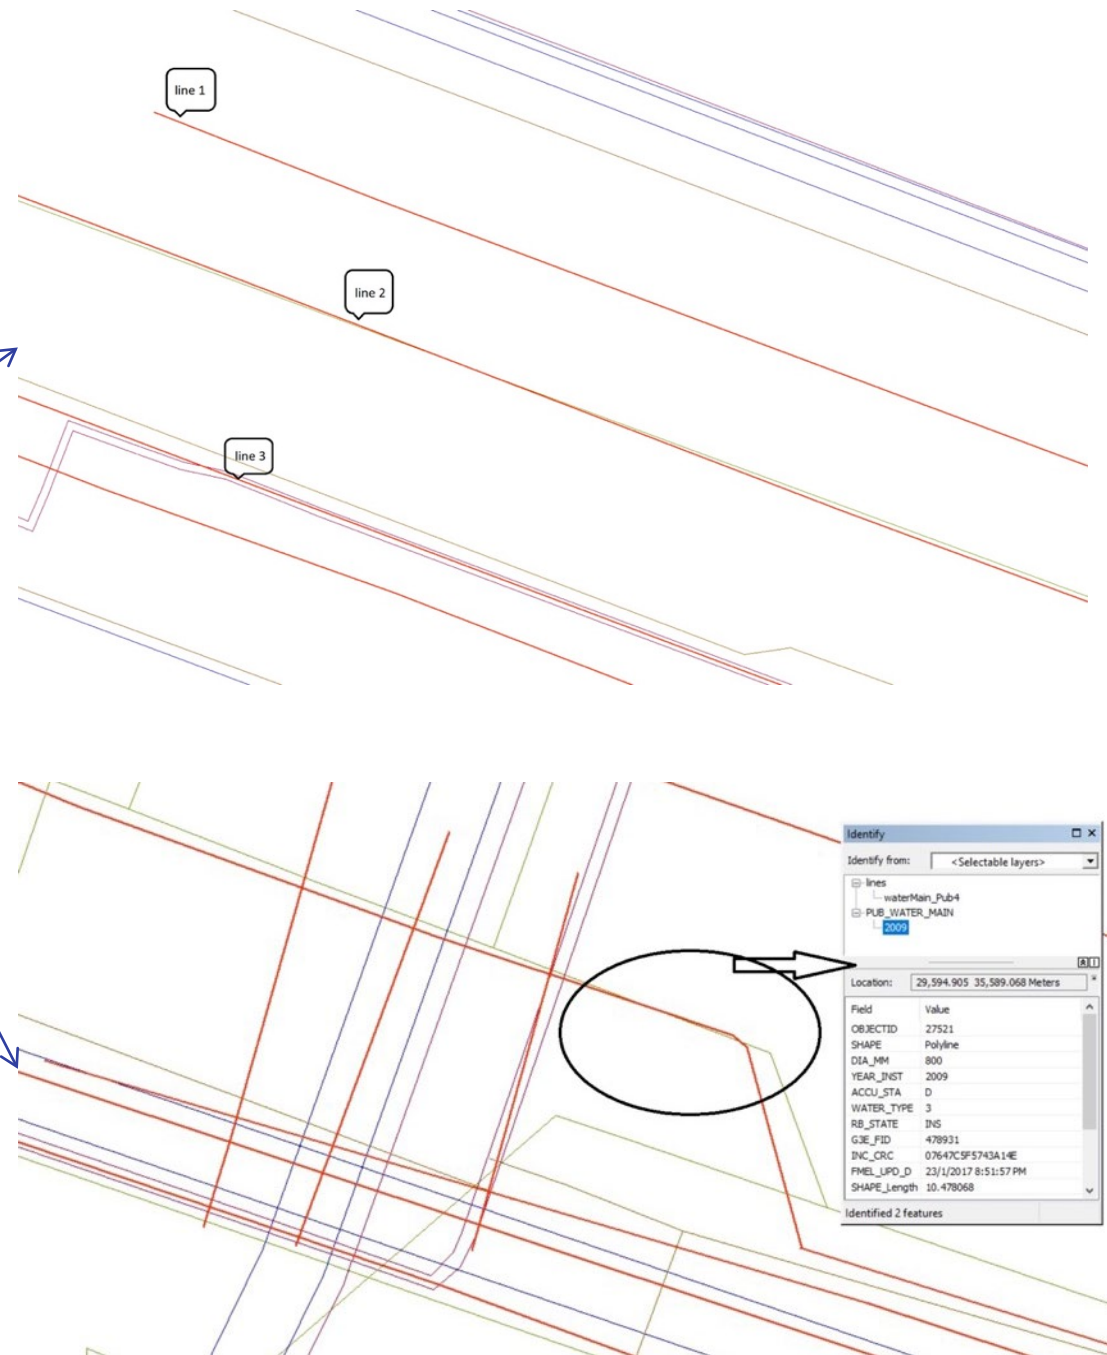 line 1
line 2
line 3
Identify
Identify from: <Selectable layers>
lines
waterMain_Pub4
PUB_WATER_MAIN
2009
Location: 29,594.905 35,589.068 Meters
Field Value
OBJECTID 27521
SHAPE Polyline
DIA_MM 800
YEAR_INST 2009
ACCU_STA D
WATER_TYPE 3
RB_STATE INS
G3E_FID 478931
INC_CRC 07647C5F5743A14E
FMEL_UPD_D 23/1/2017 8:51:57 PM
SHAPE_Length 10.478068
Identified 2 features